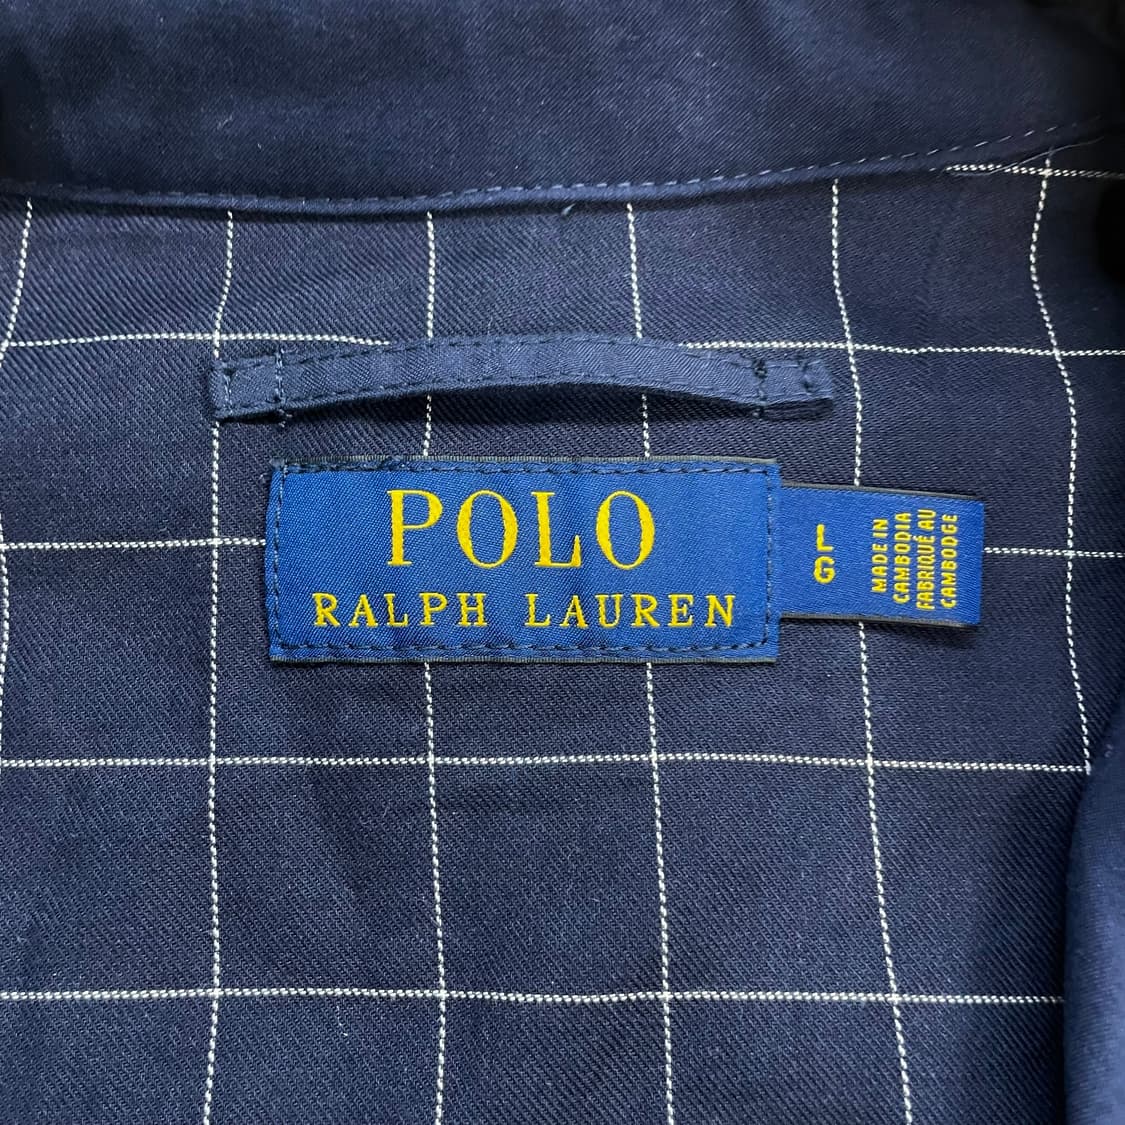 POLO
RALPH LAUREN
L
G
MADE IN
CAMBODIA
FABRIQUÉ AU
CAMBODGE